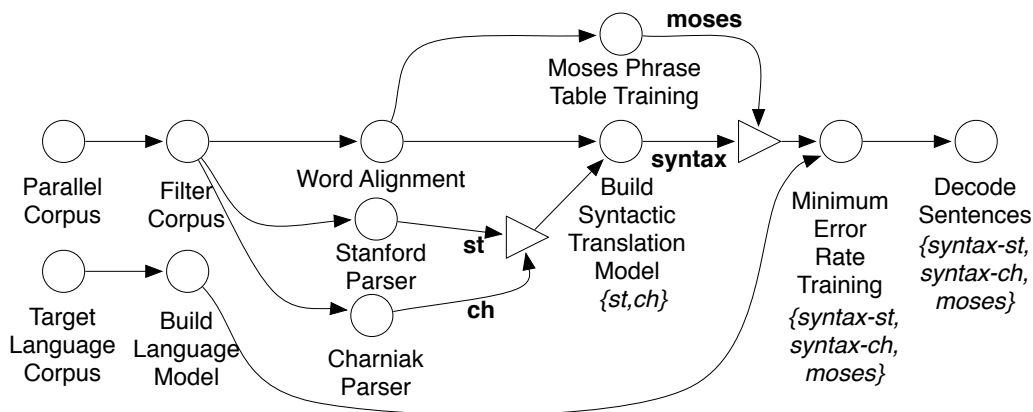 moses
Moses Phrase
Table Training
Parallel
Corpus
Filter
Corpus
Word Alignment
syntax
Build
Syntactic
Translation
Model
{st,ch}
Minimum
Error
Rate
Training
{syntax-st,
syntax-ch,
moses}
Decode
Sentences
{syntax-st,
syntax-ch,
moses}
st
Stanford
Parser
ch
Charniak
Parser
Target
Language
Corpus
Build
Language
Model